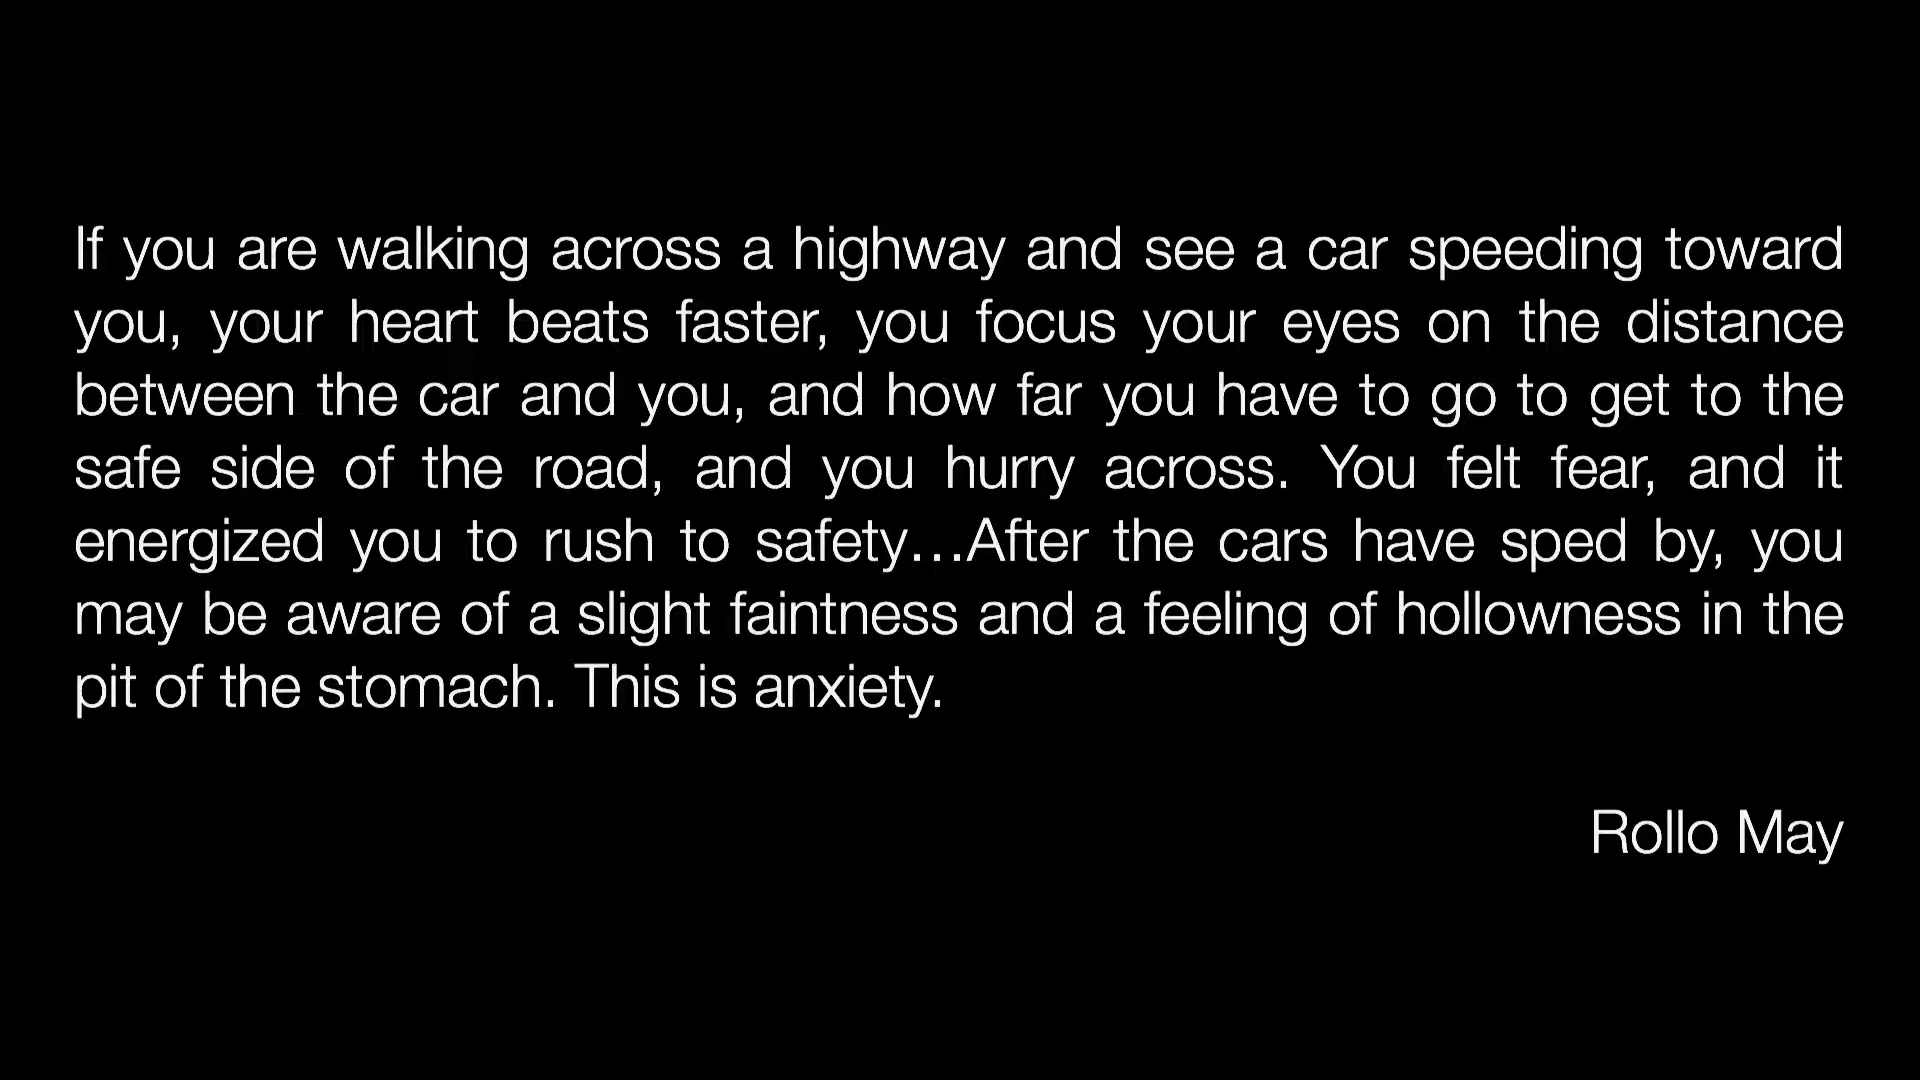 If you are walking across a highway and see a car speeding toward
you, your heart beats faster, you focus your eyes on the distance
between the car and you, and how far you have to go to get to the
safe side of the road, and you hurry across. You felt fear, and it
energized you to rush to safety…After the cars have sped by, you
may be aware of a slight faintness and a feeling of hollowness in the
pit of the stomach. This is anxiety.
Rollo May